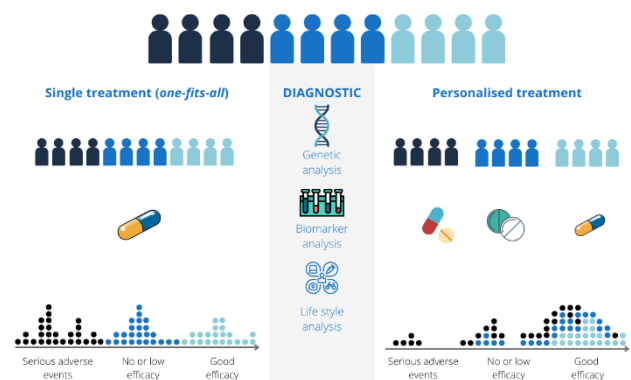 Single treatment (one-fits-all)
DIAGNOSTIC
Personalised treatment
Genetic
analysis
Biomarker
analysis
Life style
analysis
Serious adverse
events
No or low
efficacy
Good
efficacy
Serious adverse
events
No or low
efficacy
Good
efficacy